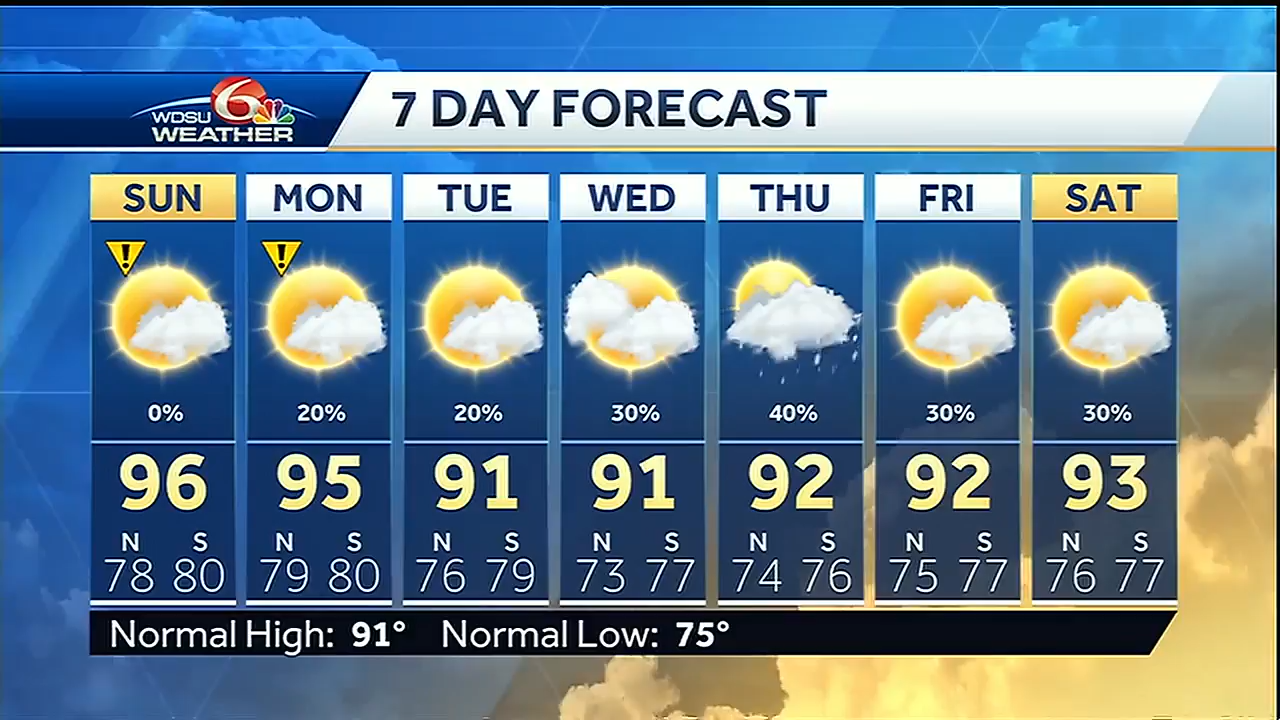 WDSU 6
WEATHER
7 DAY FORECAST
SUN MON TUE WED THU FRI SAT
! !
0% 20% 20% 30% 40% 30% 30%
96 95 91 91 92 92 93
N S N S N S N S N S N S N S
78 80 79 80 76 79 73 77 74 76 75 77 76 77
Normal High: 91° Normal Low: 75°